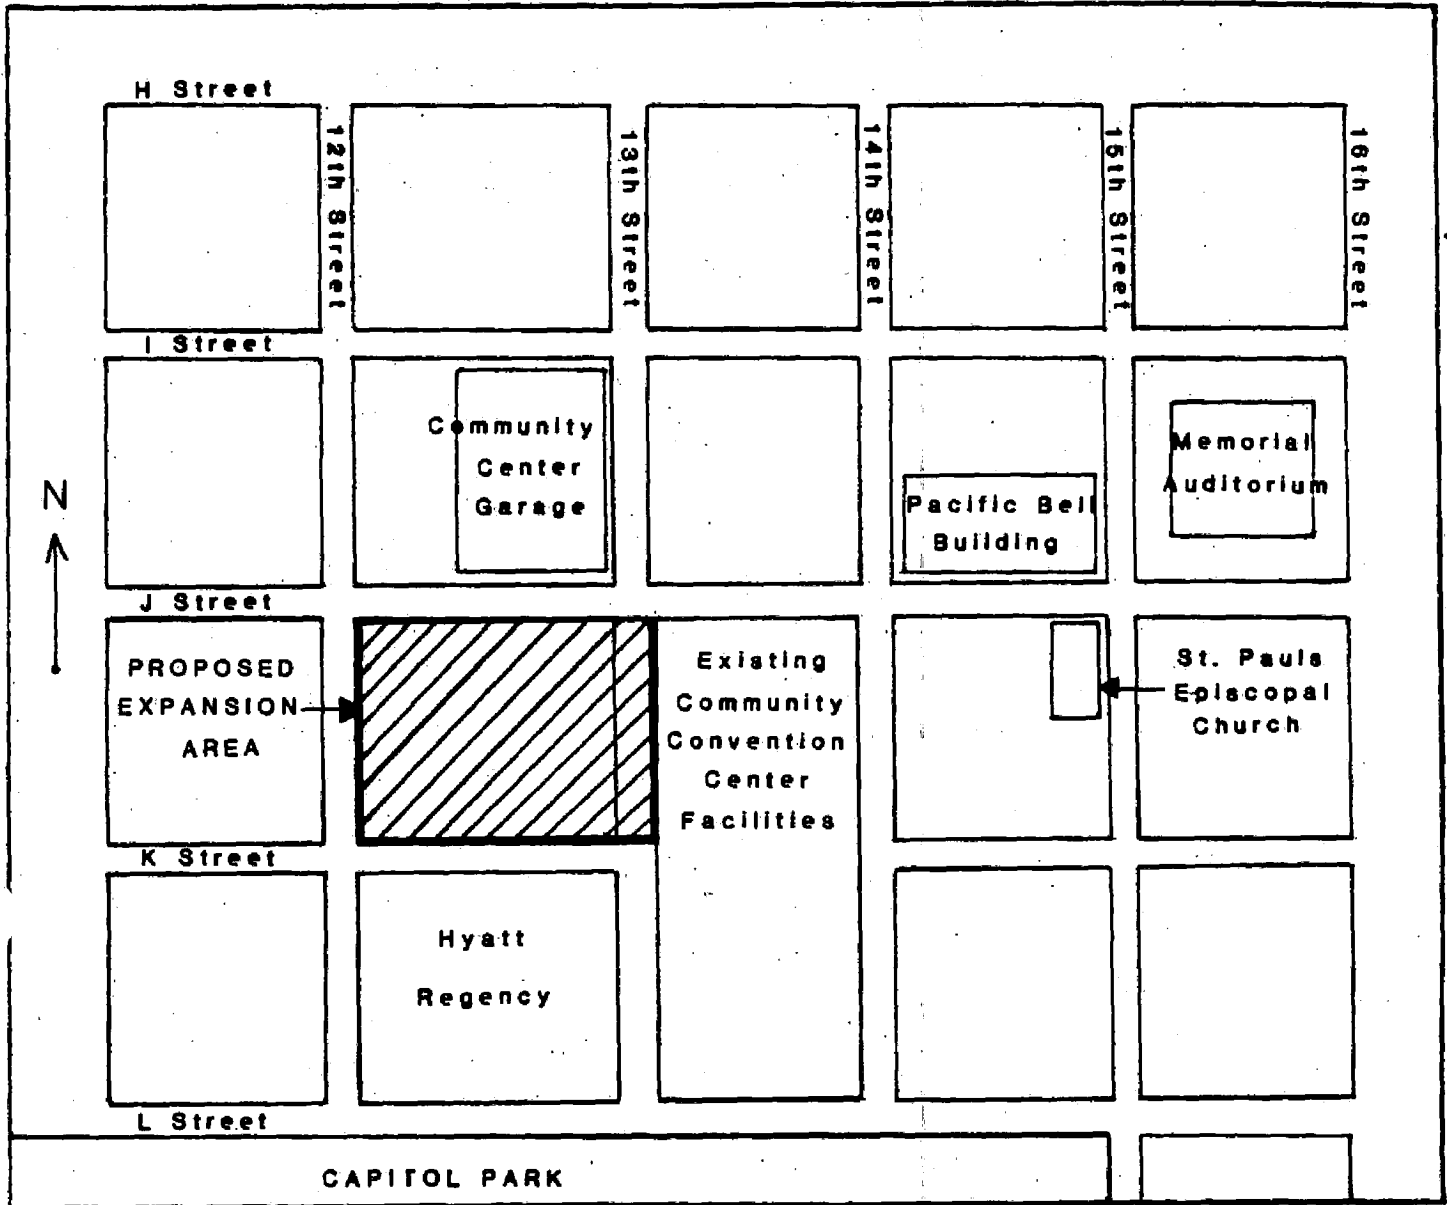 H Street
12th Street
13th Street
14th Street
15th Street
16th Street
I Street
Community
Center
Garage
Pacific Bell
Building
Memorial
Auditorium
N
J Street
PROPOSED
EXPANSION
AREA
Existing
Community
Convention
Center
Facilities
St. Pauls
Episcopal
Church
K Street
Hyatt
Regency
L Street
CAPITOL PARK